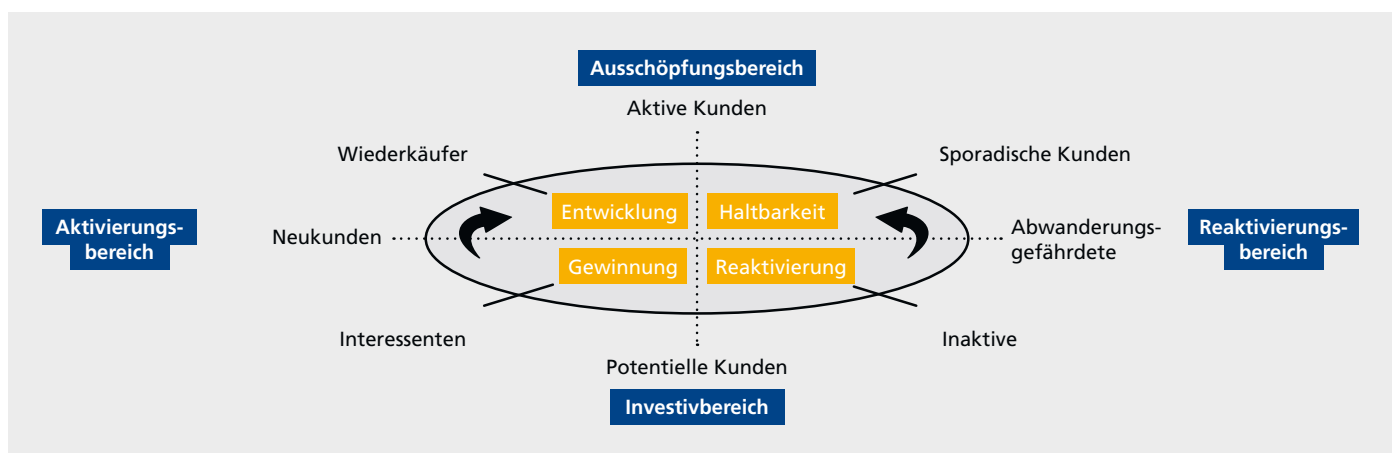 Ausschöpfungsbereich
Aktive Kunden
Wiederkäufer
Sporadische Kunden
Entwicklung
Haltbarkeit
Aktivierungs-
bereich
Neukunden
Abwanderungs-
gefährdete
Reaktivierungs-
bereich
Gewinnung
Reaktivierung
Interessenten
Inaktive
Potentielle Kunden
Investivbereich